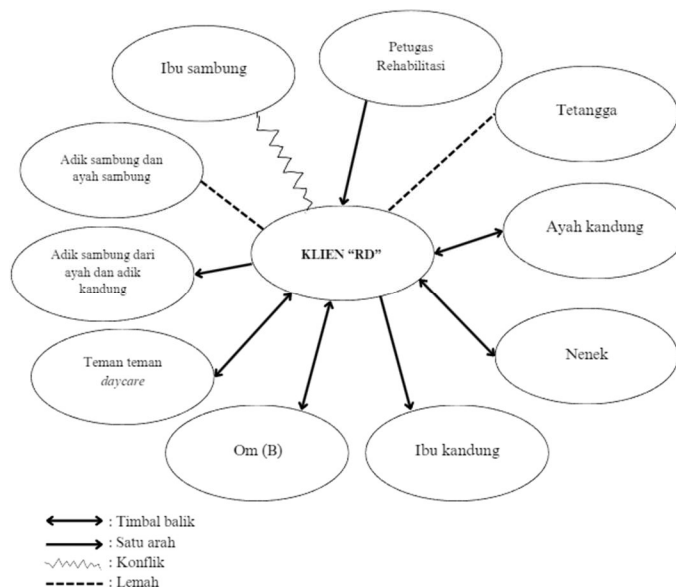 Ibu sambung
Petugas
Rehabilitasi
Tetangga
Adik sambung dan
ayah sambung
Ayah kandung
KLIEN “RD”
Adik sambung dari
ayah dan adik
kandung
Nenek
Teman teman
daycare
Om (B)
Ibu kandung
: Timbal balik
: Satu arah
: Konflik
: Lemah